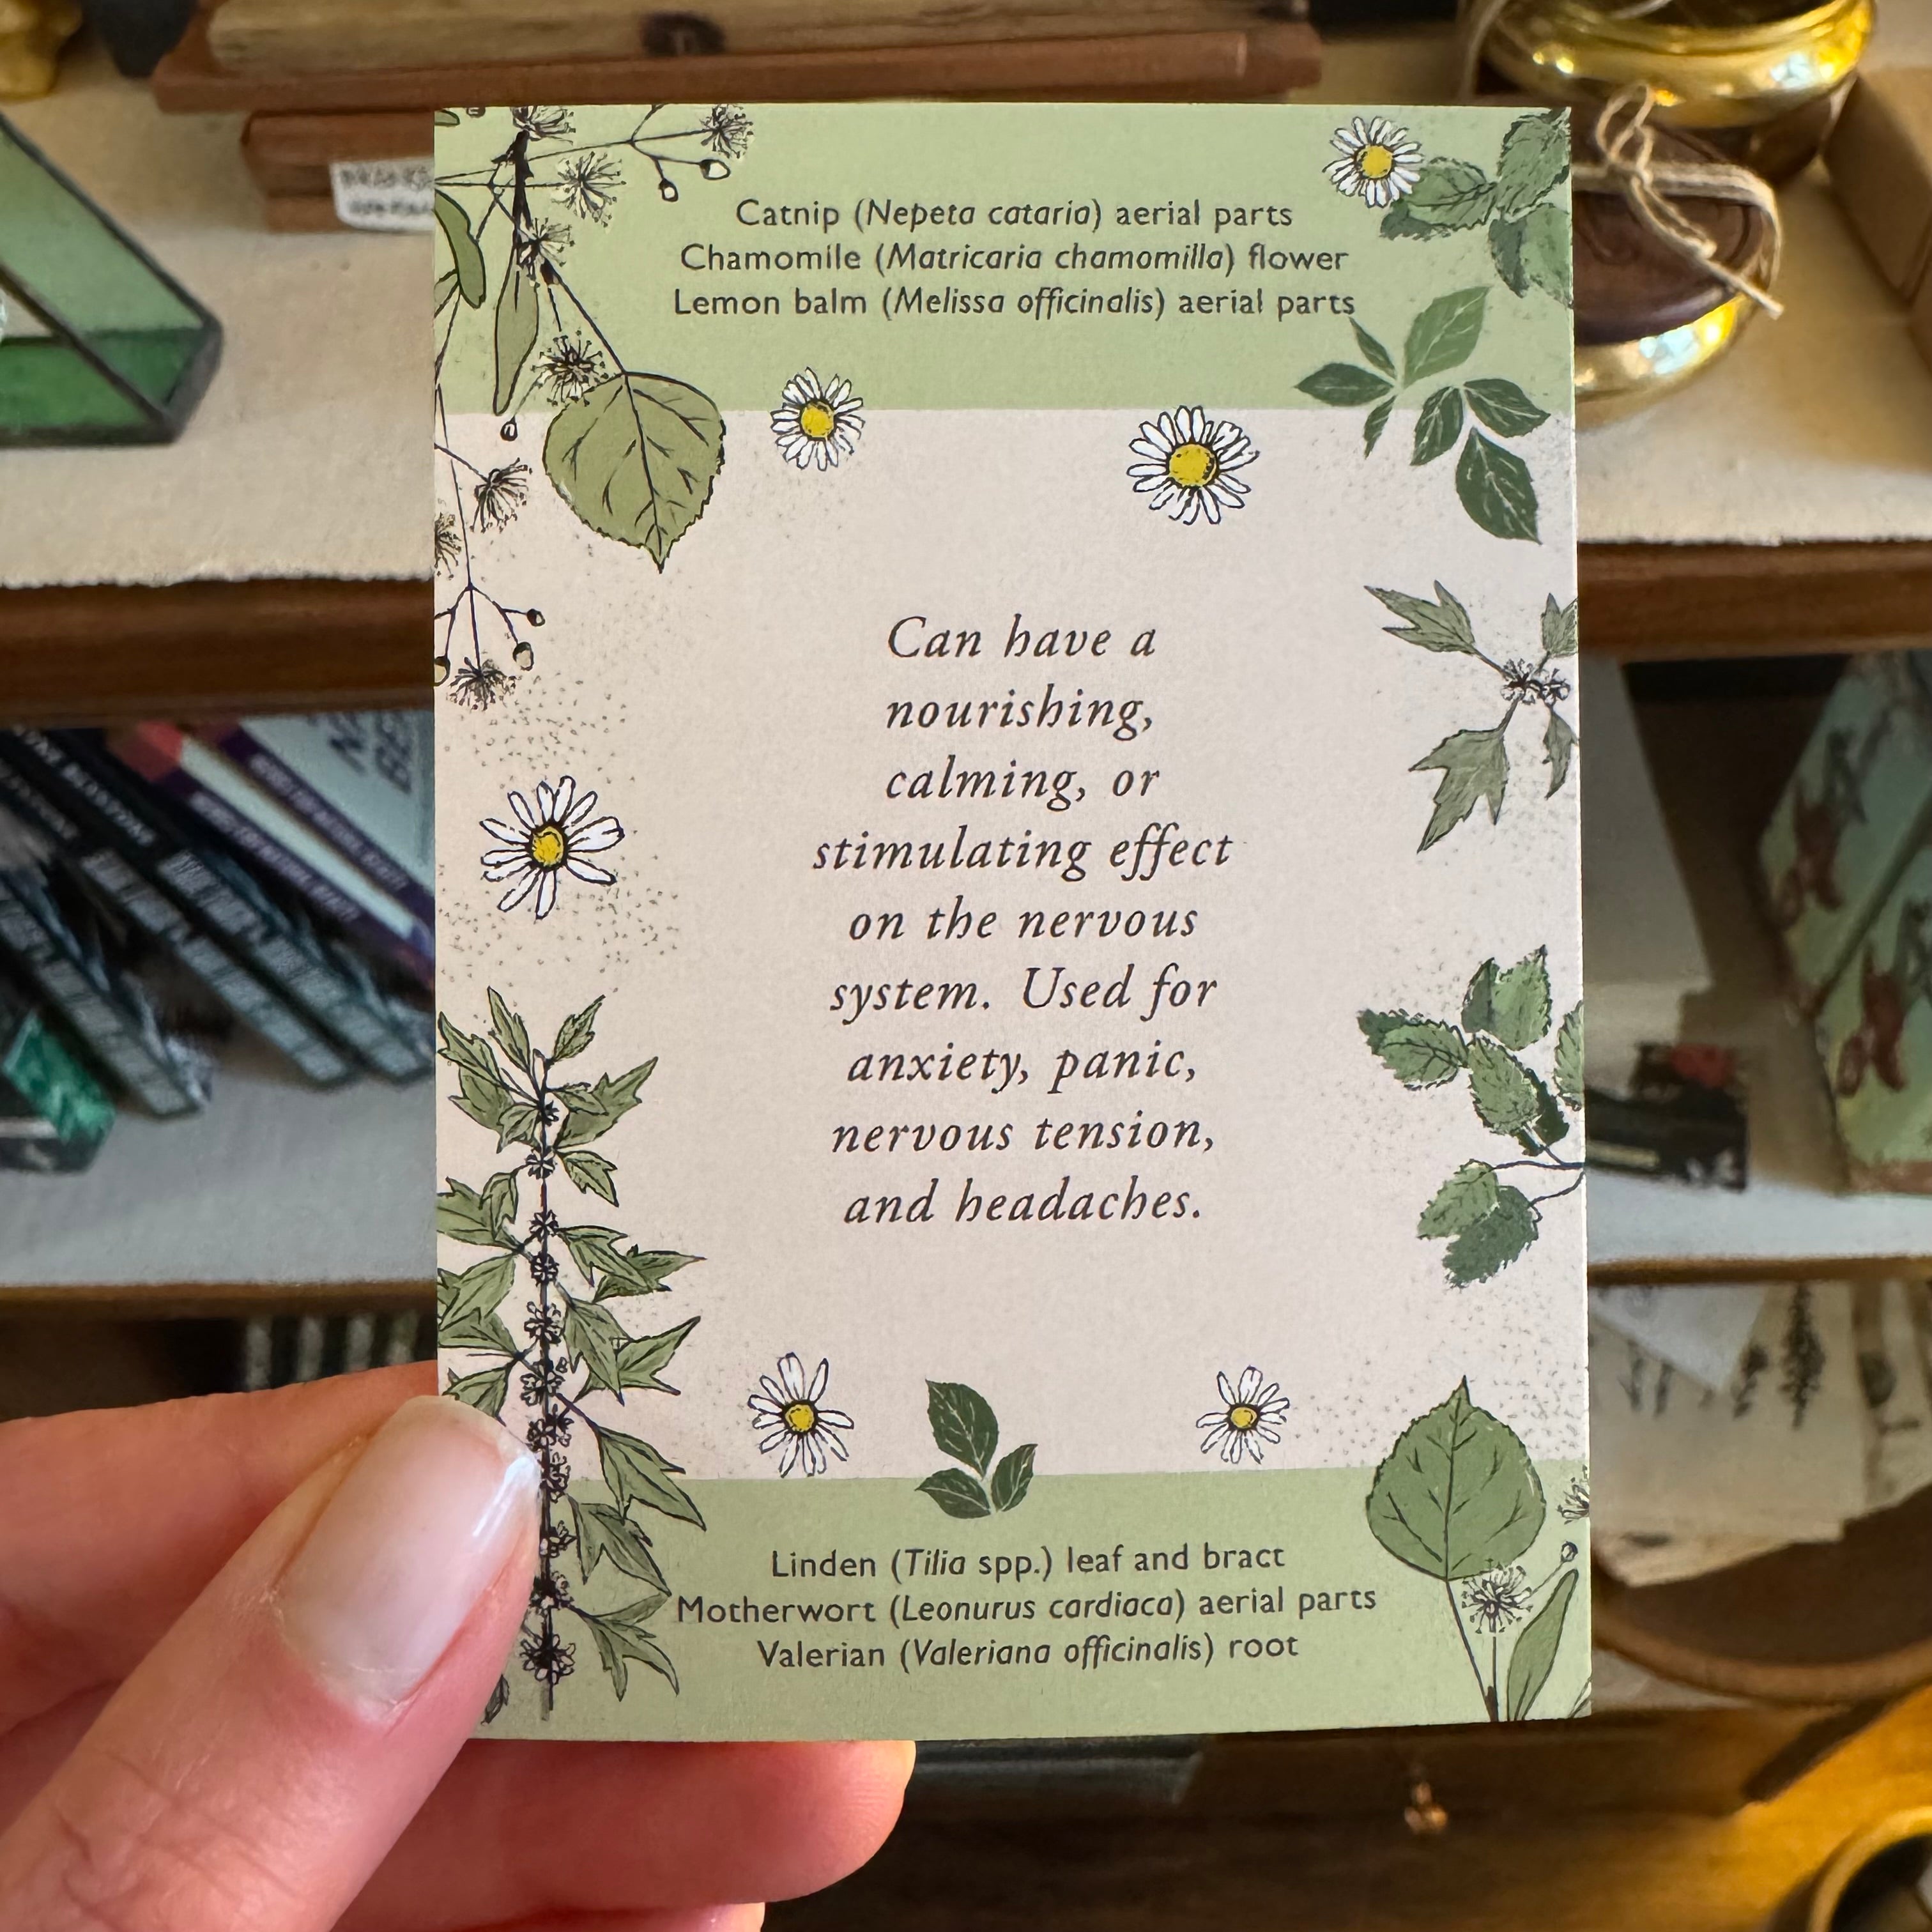 Catnip (Nepeta cataria) aerial parts
Chamomile (Matricaria chamomilla) flower
Lemon balm (Melissa officinalis) aerial parts
Can have a
nourishing,
calming, or
stimulating effect
on the nervous
system. Used for
anxiety, panic,
nervous tension,
and headaches.
Linden (Tilia spp.) leaf and bract
Motherwort (Leonurus cardiaca) aerial parts
Valerian (Valeriana officinalis) root